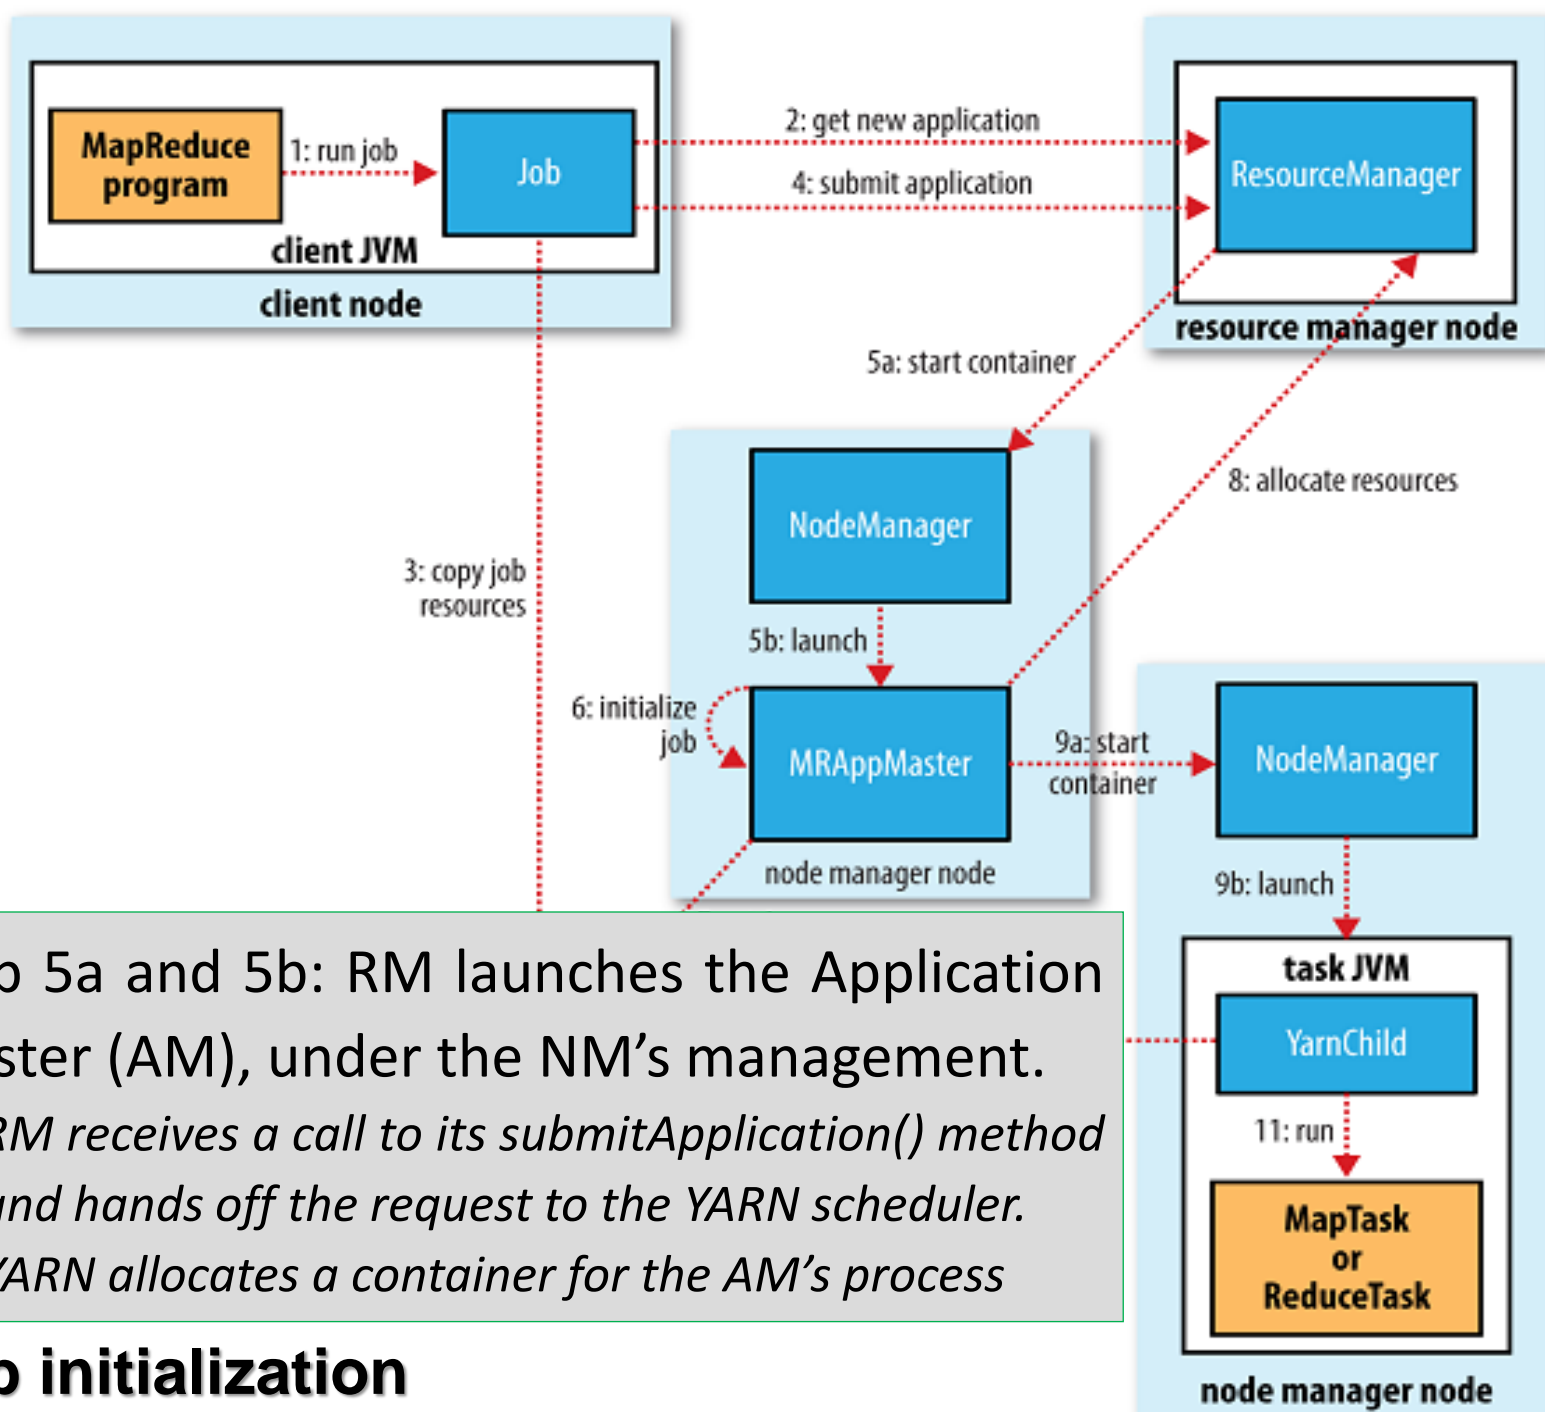 MapReduce
program
1: run job
Job
client JVM
client node
2: get new application
4: submit application
ResourceManager
resource manager node
5a: start container
8: allocate resources
3: copy job
resources
NodeManager
5b: launch
6: initialize
job
MRAppMaster
node manager node
9a: start
container
NodeManager
9b: launch
task JVM
YarnChild
11: run
MapTask
or
ReduceTask
node manager node
p 5a and 5b: RM launches the Application
ster (AM), under the NM’s management.
RM receives a call to its submitApplication() method
and hands off the request to the YARN scheduler.
YARN allocates a container for the AM’s process
b initialization